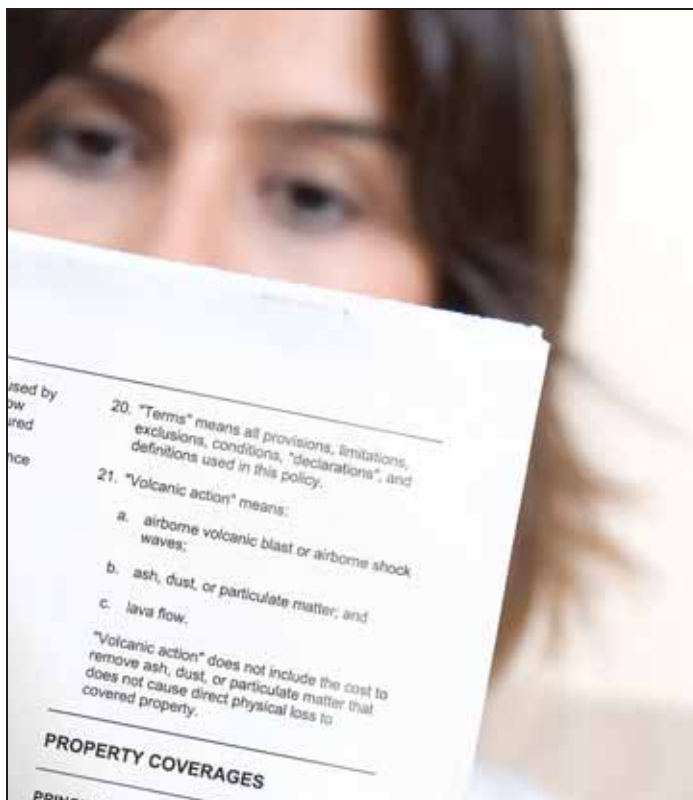 used by
ow
ured
nce
20. "Terms" means all provisions, limitations,
exclusions, conditions, "declarations", and
definitions used in this policy.
21. "Volcanic action" means:
a. airborne volcanic blast or airborne shock
waves;
b. ash, dust, or particulate matter; and
c. lava flow.
"Volcanic action" does not include the cost to
remove ash, dust, or particulate matter that
does not cause direct physical loss to
covered property.
PROPERTY COVERAGES